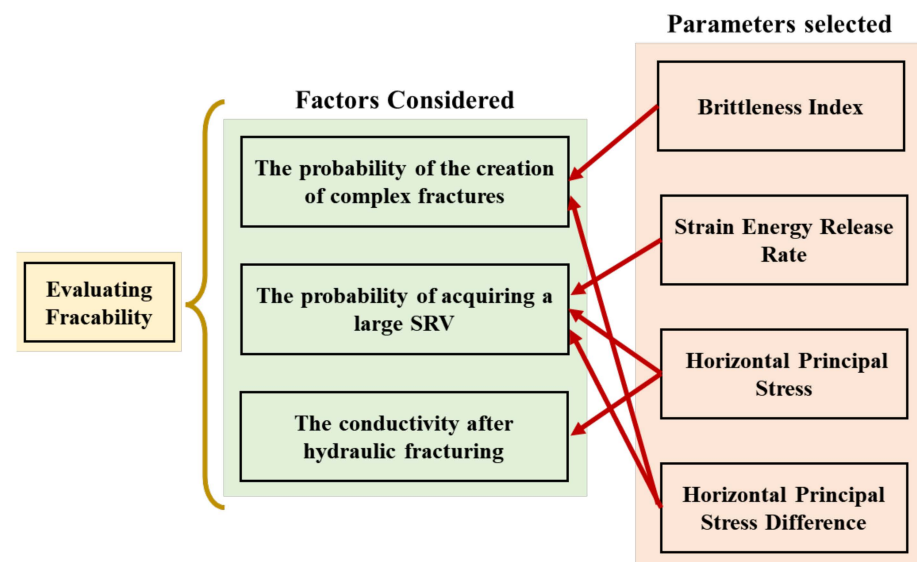 Parameters selected
Factors Considered
Brittleness Index
The probability of the creation
of complex fractures
Strain Energy Release
Rate
Evaluating
Fracability
The probability of acquiring a
large SRV
Horizontal Principal
Stress
The conductivity after
hydraulic fracturing
Horizontal Principal
Stress Difference